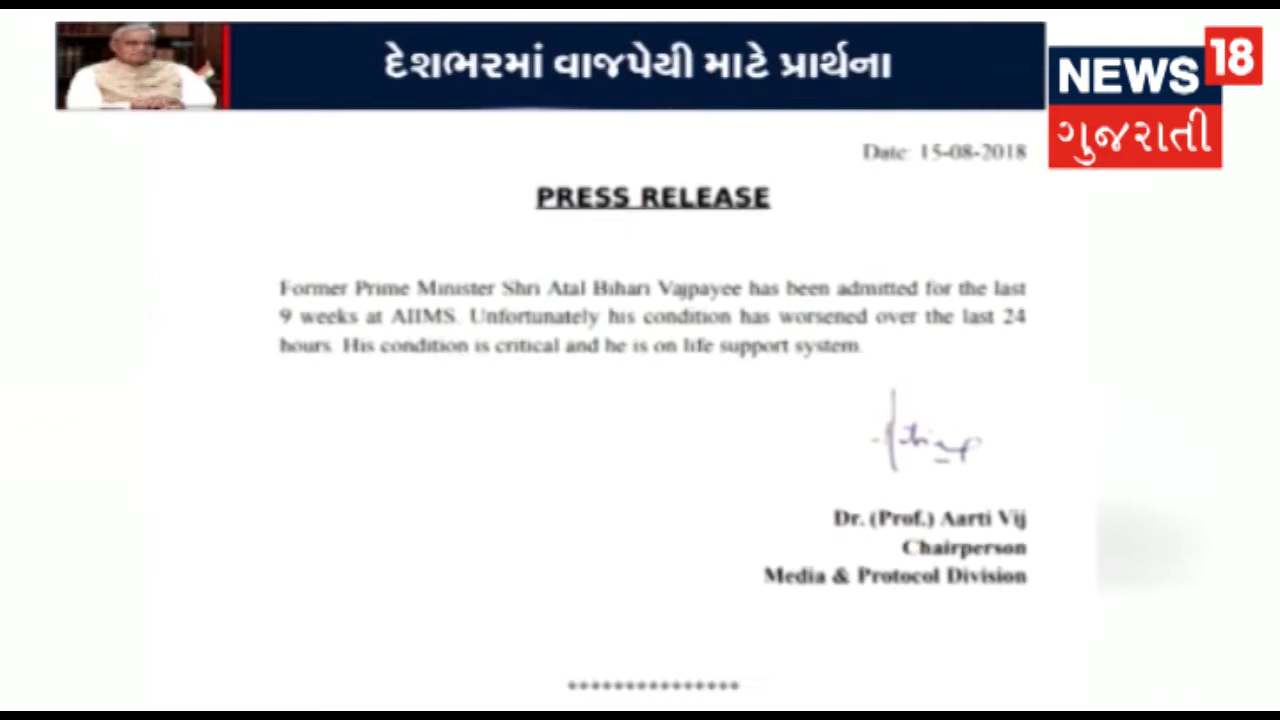 દેશભરમાં વાજપેયી માટે પ્રાર્થના
NEWS 18
ગુજરાતી
Date: 15-08-2018
PRESS RELEASE
Former Prime Minister Shri Atal Bihari Vajpayee has been admitted for the last
9 weeks at AIIMS. Unfortunately his condition has worsened over the last 24
hours. His condition is critical and he is on life support system.
Dr. (Prof.) Aarti Vij
Chairperson
Media & Protocol Division
***************